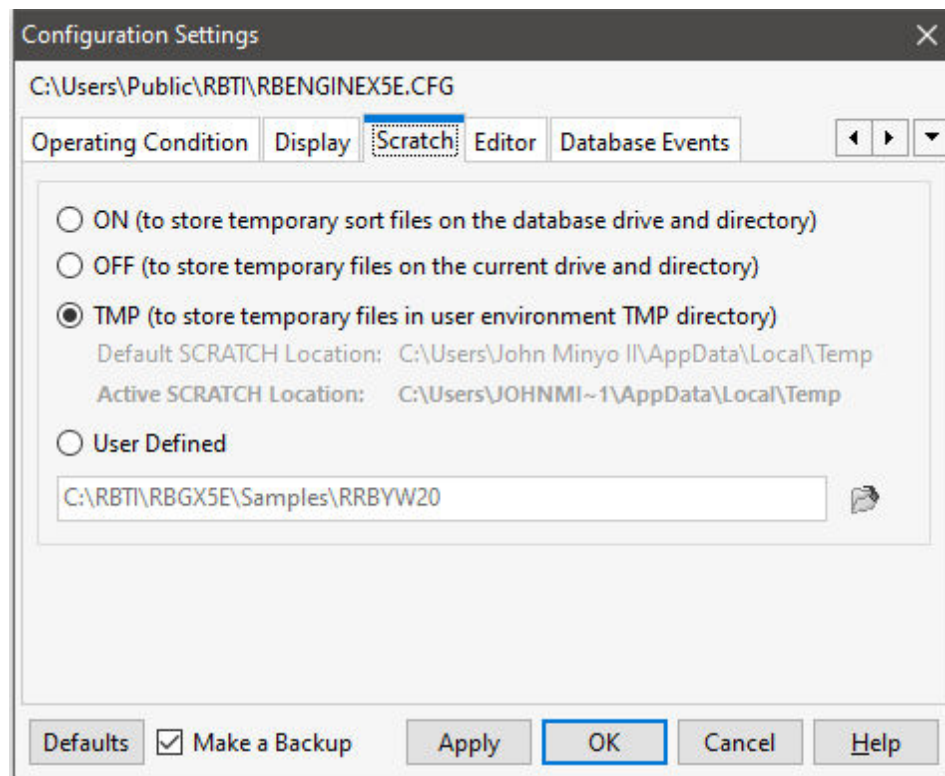 Configuration Settings
C:\Users\Public\RBTI\RBENGINEX5E.CFG
Operating Condition Display Scratch Editor Database Events
ON (to store temporary sort files on the database drive and directory)
OFF (to store temporary files on the current drive and directory)
TMP (to store temporary files in user environment TMP directory)
Default SCRATCH Location: C:\Users\John Minyo II\AppData\Local\Temp
Active SCRATCH Location: C:\Users\JOHNMI~1\AppData\Local\Temp
User Defined
C:\RBTI\RBGX5E\Samples\RRBYW20
Defaults Make a Backup Apply OK Cancel Help